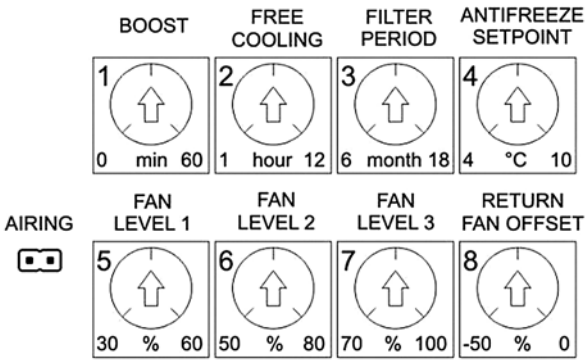 BOOST
FREE COOLING
FILTER PERIOD
ANTIFREEZE SETPOINT
1
0 min 60
2
1 hour 12
3
6 month 18
4
4 °C 10
AIRING
FAN LEVEL 1
FAN LEVEL 2
FAN LEVEL 3
RETURN FAN OFFSET
5
30 % 60
6
50 % 80
7
70 % 100
8
-50 % 0